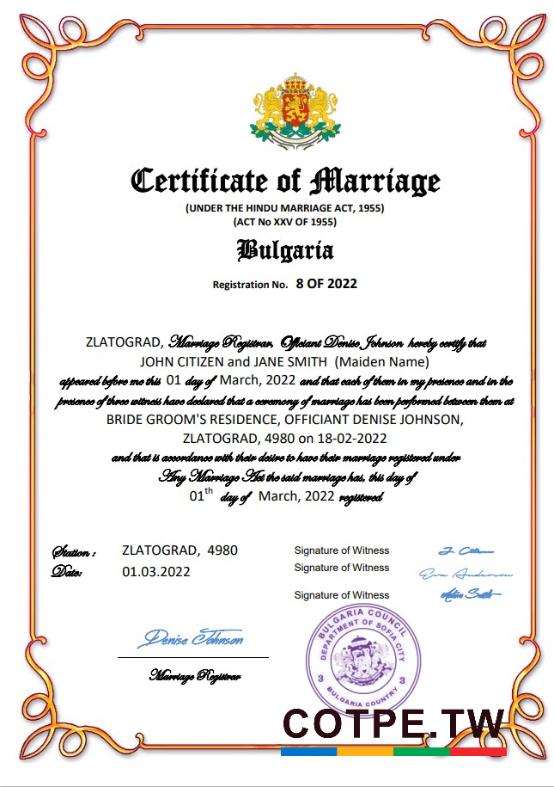 Certificate of Marriage
(UNDER THE HINDU MARRIAGE ACT, 1955)
(ACT No XXV OF 1955)
Bulgaria
Registration No. 8 OF 2022
ZLATOGRAD, Marriage Registrar, Officiant Denise Johnson hereby certify that
JOHN CITIZEN and JANE SMITH (Maiden Name)
appeared before me this 01 day of March, 2022 and that each of them in my presence and in the
presence of three witness have declared that a ceremony of marriage has been performed between them at
BRIDE GROOM'S RESIDENCE, OFFICIANT DENISE JOHNSON,
ZLATOGRAD, 4980 on 18-02-2022
and that is accordance with their desire to have their marriage registered under
Any Marriage Act the said marriage has, this day of
01th day of March, 2022 registered
Station : ZLATOGRAD, 4980
Date: 01.03.2022
Signature of Witness
Signature of Witness Eva Anderson
Signature of Witness
Denise Johnson
Marriage Registrar
BULGARIA COUNCIL
DEPARTMENT OF SOFIA CITY
3 3
BULGARIA COUNTRY
COTPE.TW